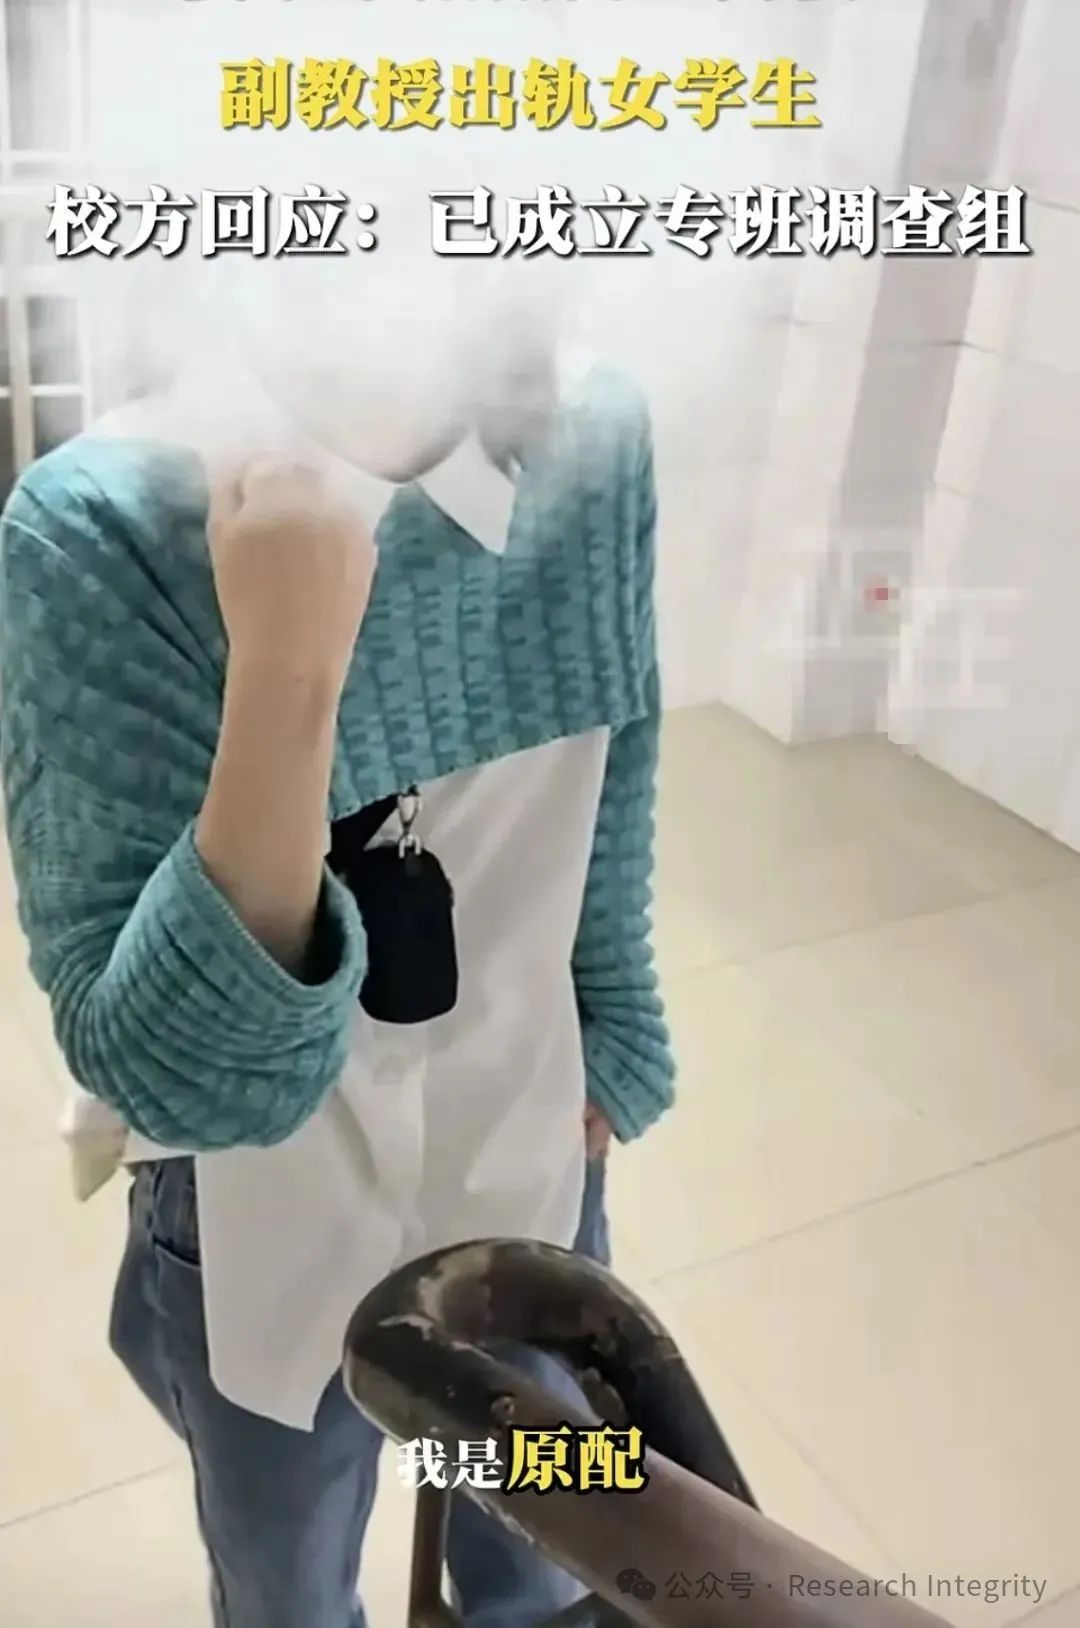 副教授出轨女学生
校方回应：已成立专班调查组
我是原配
公众号 · Research Integrity